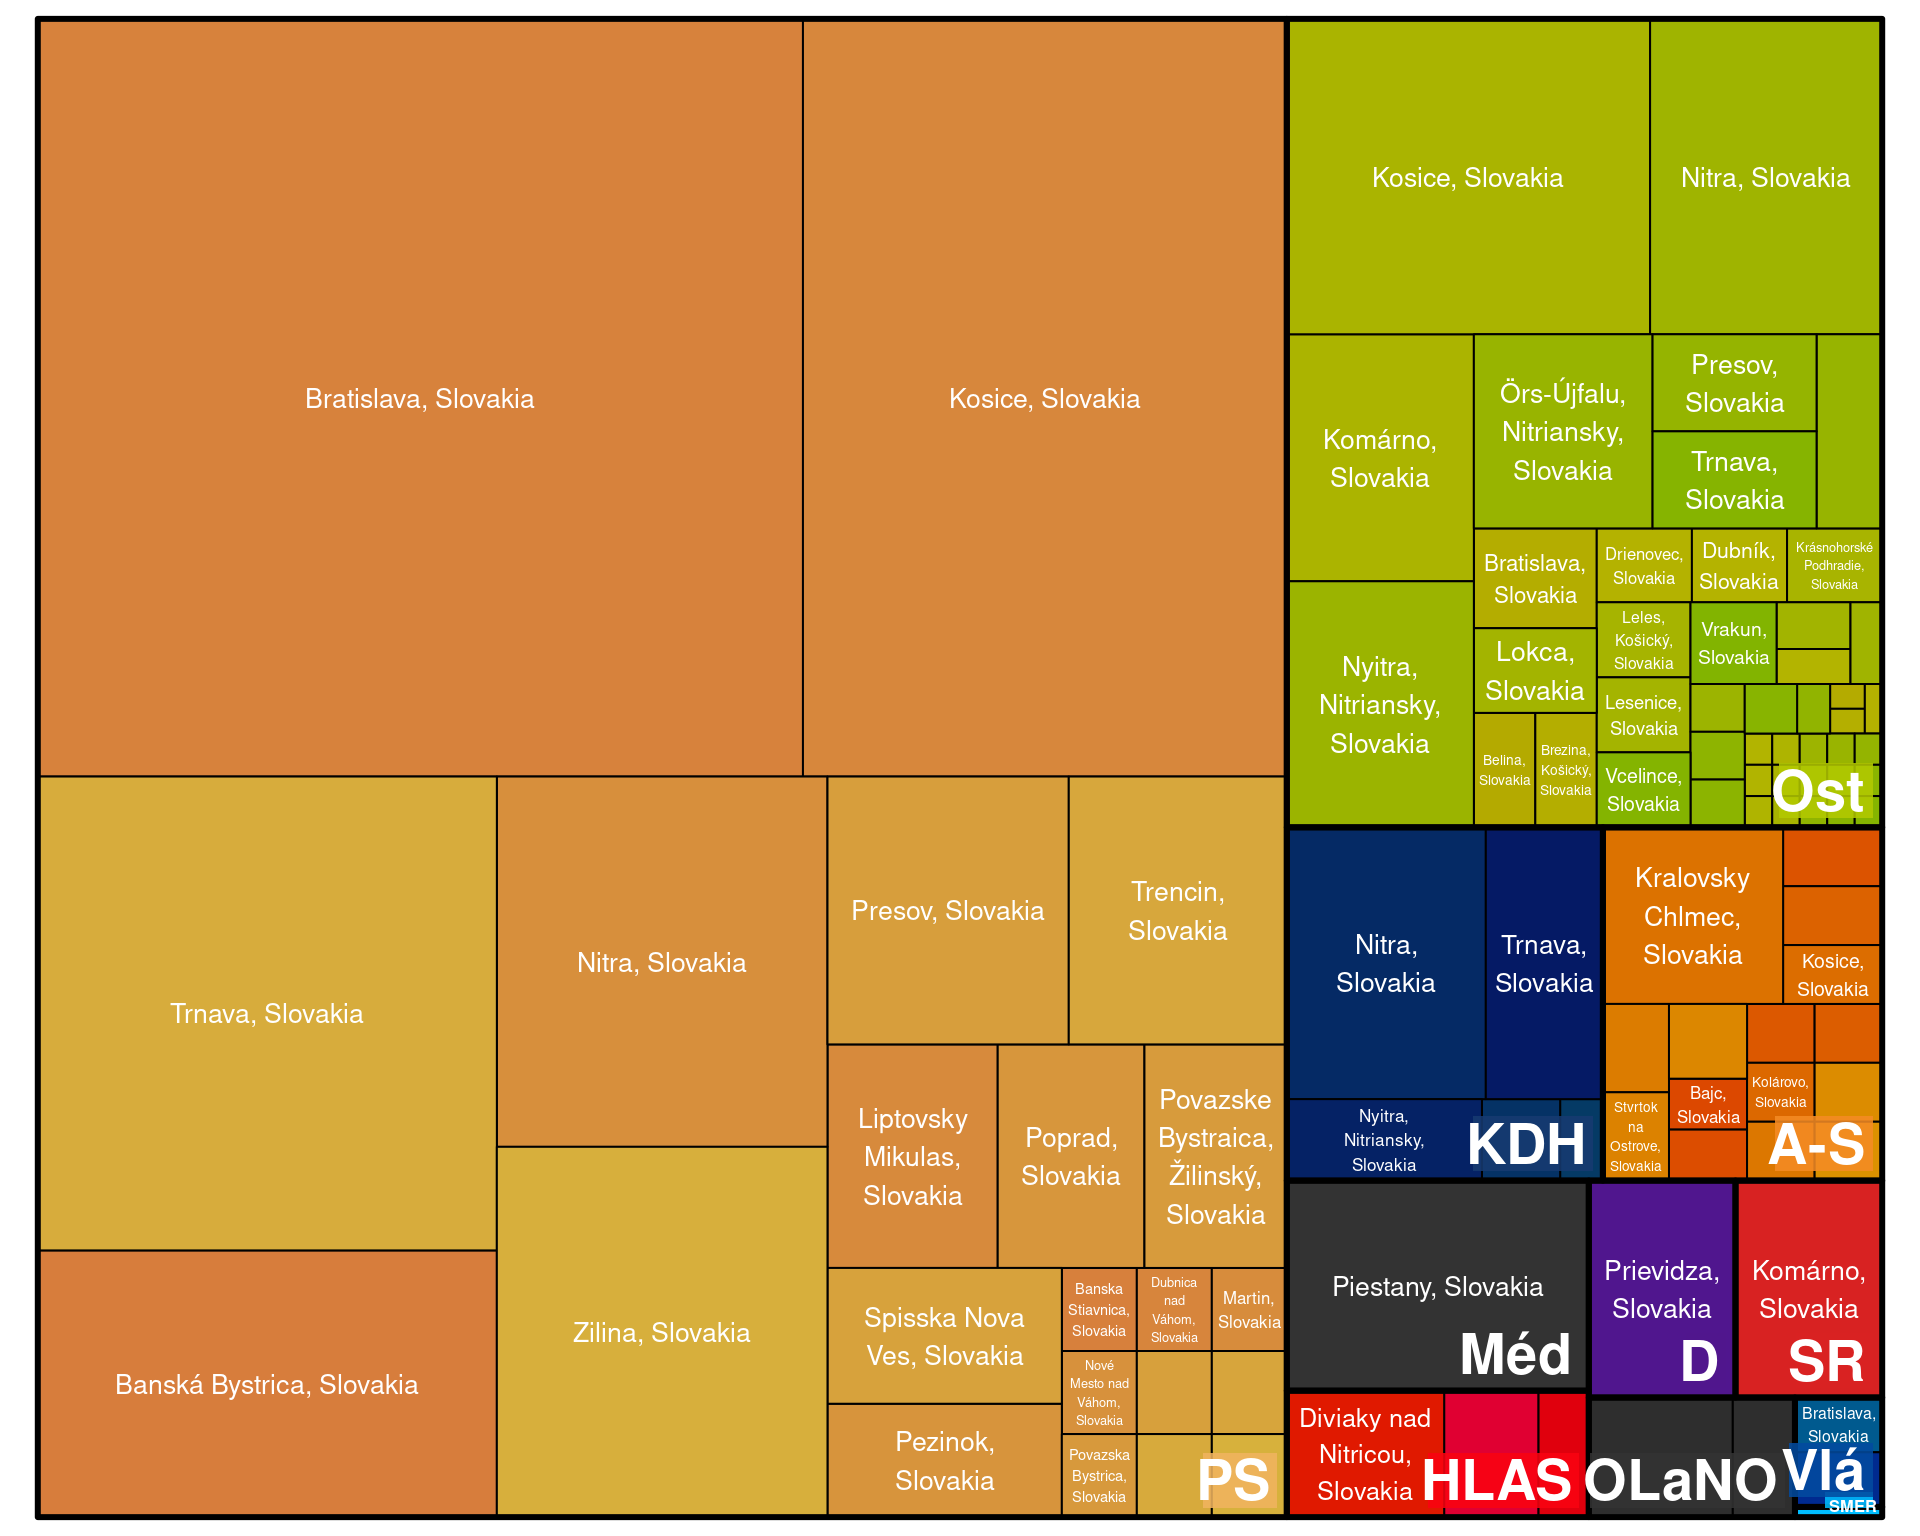 Bratislava, Slovakia
Kosice, Slovakia
Trnava, Slovakia
Banská Bystrica, Slovakia
Nitra, Slovakia
Zilina, Slovakia
Presov, Slovakia
Trencin,
Slovakia
Liptovsky
Mikulas,
Slovakia
Poprad,
Slovakia
Povazske
Bystraica,
Žilinský,
Slovakia
Spisska Nova
Ves, Slovakia
Pezinok,
Slovakia
Banska
Stiavnica,
Slovakia
Dubnica
nad
Váhom,
Slovakia
Martin,
Slovakia
Nové
Mesto nad
Váhom,
Slovakia
Povazska
Bystrica,
Slovakia
PS
Kosice, Slovakia
Nitra, Slovakia
Komárno,
Slovakia
Nyitra,
Nitriansky,
Slovakia
Örs-Újfalu,
Nitriansky,
Slovakia
Presov,
Slovakia
Trnava,
Slovakia
Bratislava,
Slovakia
Lokca,
Slovakia
Belina,
Slovakia
Brezina,
Košický,
Slovakia
Drienovec,
Slovakia
Dubník,
Slovakia
Krásnohorské
Podhradie,
Slovakia
Leles,
Košický,
Slovakia
Lesenice,
Slovakia
Vcelince,
Slovakia
Vrakun,
Slovakia
Ost
Nitra,
Slovakia
Trnava,
Slovakia
Nyitra,
Nitriansky,
Slovakia
KDH
Kralovsky
Chlmec,
Slovakia
Kosice,
Slovakia
Stvrtok
na
Ostrove,
Slovakia
Bajc,
Slovakia
Kolárovo,
Slovakia
A-S
Piestany, Slovakia
Méd
Prievidza,
Slovakia
D
Komárno,
Slovakia
SR
Diviaky nad
Nitricou,
Slovakia
HLAS
OLaNO
Bratislava,
Slovakia
Vlá
SMER